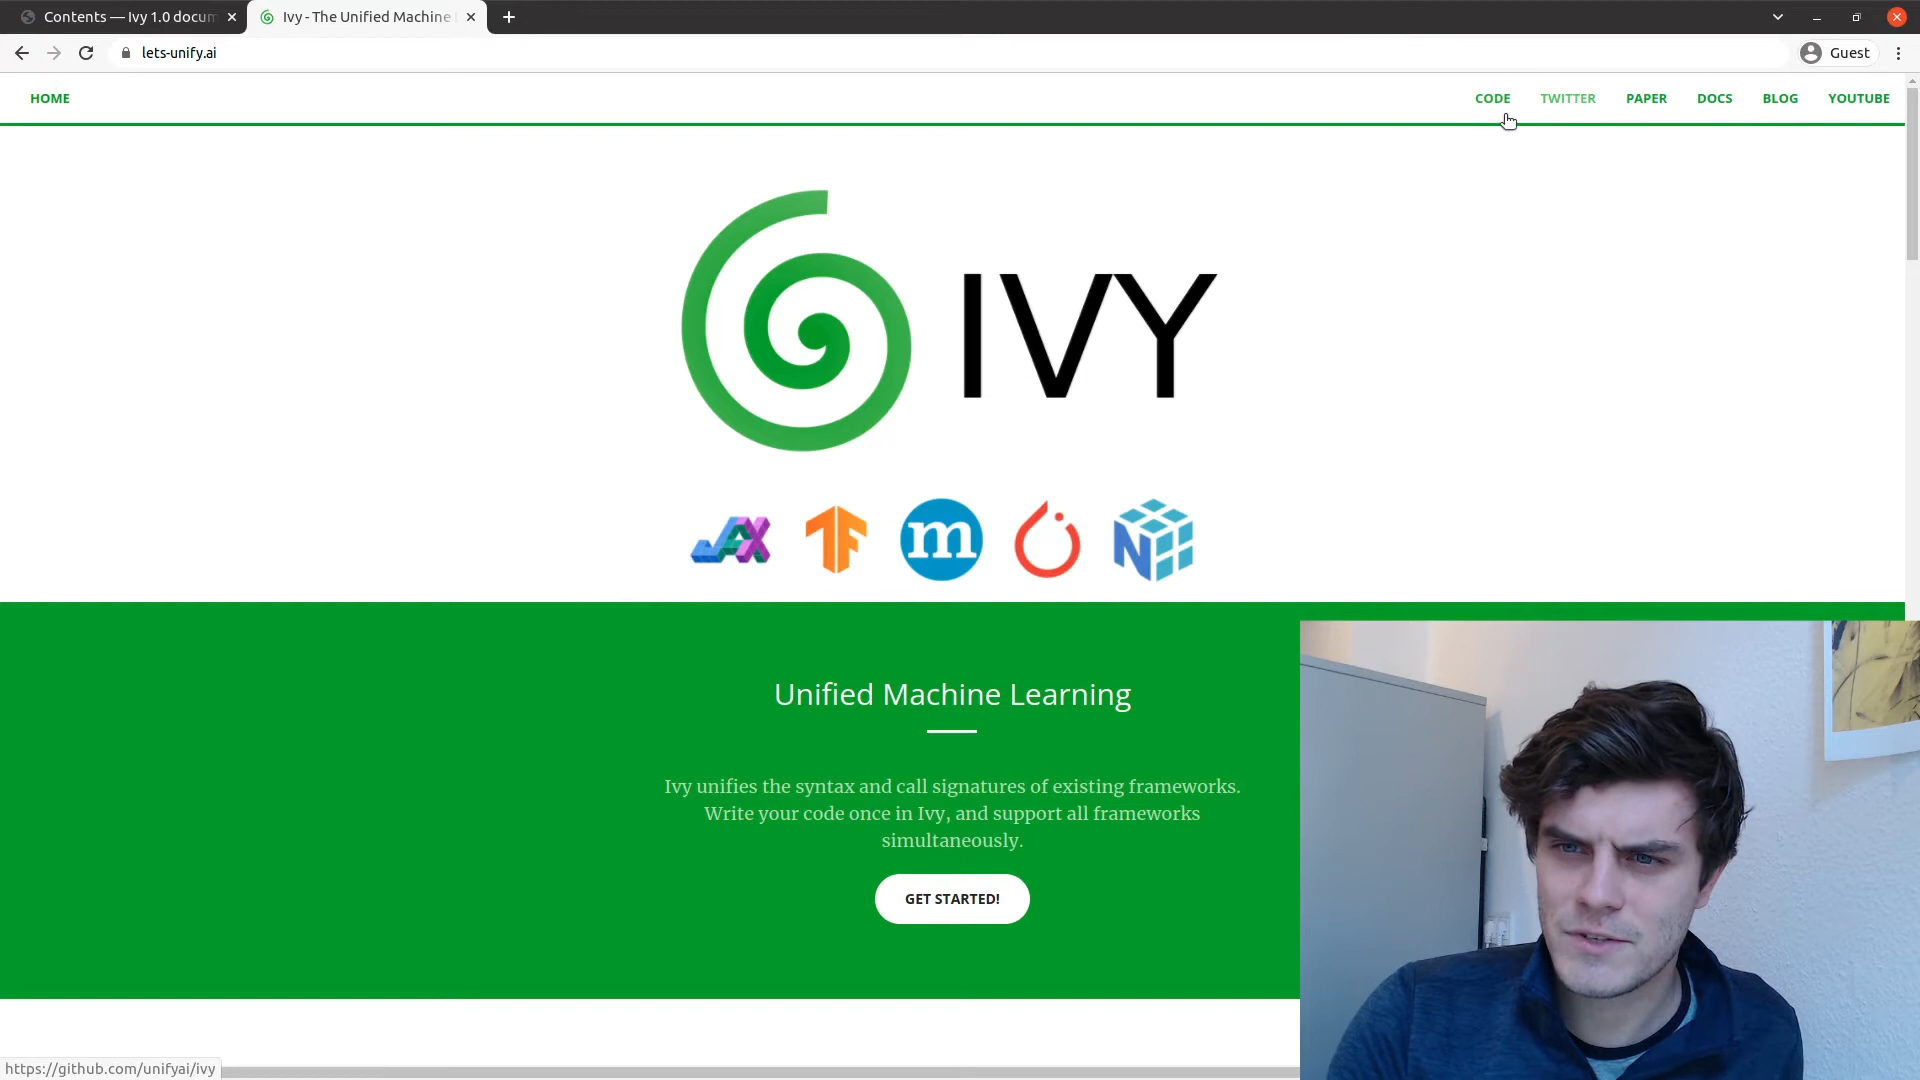 Contents — Ivy 1.0 docum
Ivy - The Unified Machine
lets-unify.ai
Guest
HOME
CODE
TWITTER
PAPER
DOCS
BLOG
YOUTUBE
IVY
JAX
TF
m
N
Unified Machine Learning
Ivy unifies the syntax and call signatures of existing frameworks.
Write your code once in Ivy, and support all frameworks
simultaneously.
GET STARTED!
https://github.com/unifyai/ivy